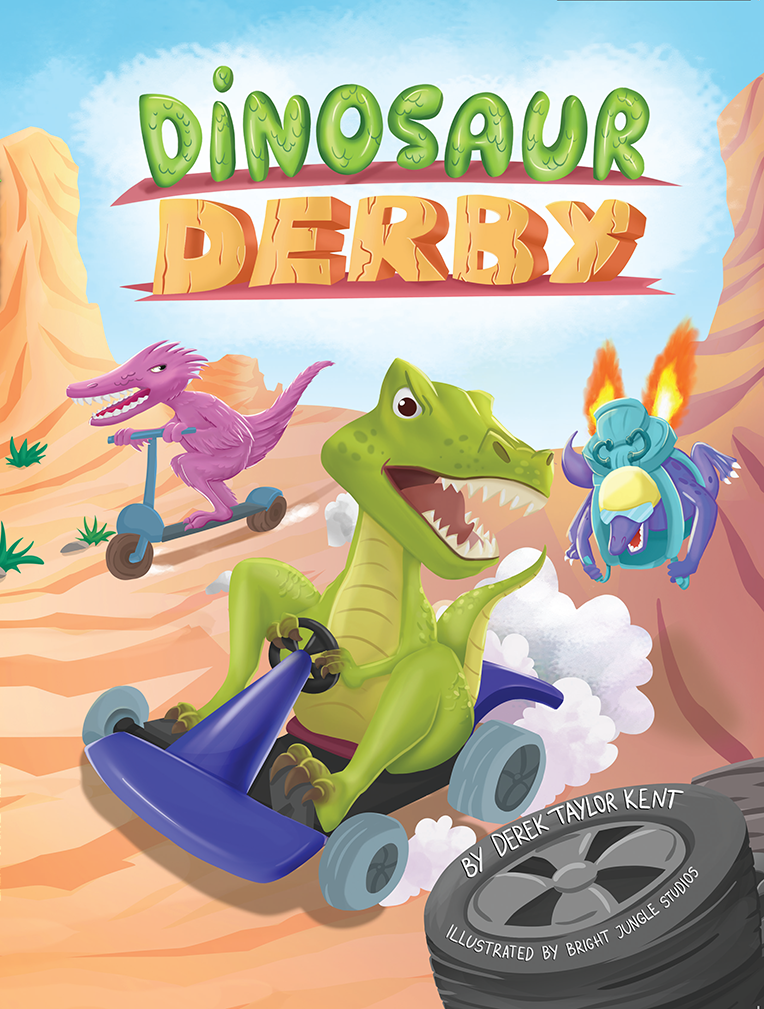 DiNOSAUR
DERBY
BY DEREK TAYLOR KENT
ILLUSTRATED BY BRIGHT JUNGLE STUDIOS